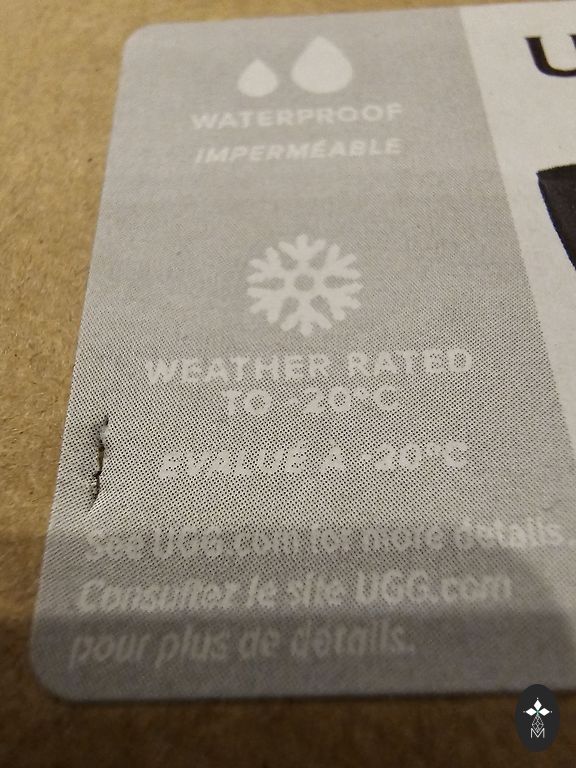 WATERPROOF
IMPERMÉABLE
WEATHER RATED
TO -20°C
ÉVALUÉ À -20°C
See UGG.com for more details.
Consultez le site UGG.com
pour plus de détails.
U
M